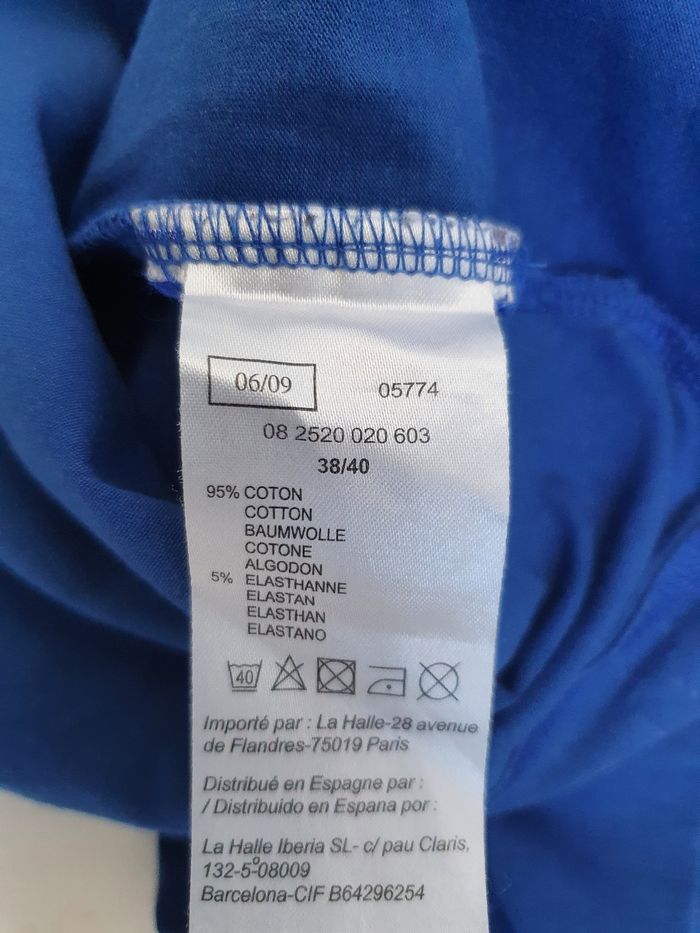 06/09 05774
08 2520 020 603
38/40
95% COTON
COTTON
BAUMWOLLE
COTONE
ALGODON
5% ELASTHANNE
ELASTAN
ELASTHAN
ELASTANO
40
Importé par : La Halle-28 avenue
de Flandres-75019 Paris
Distribué en Espagne par :
/ Distribuido en Espana por :
La Halle Iberia SL- c/ pau Claris,
132-5º08009
Barcelona-CIF B64296254